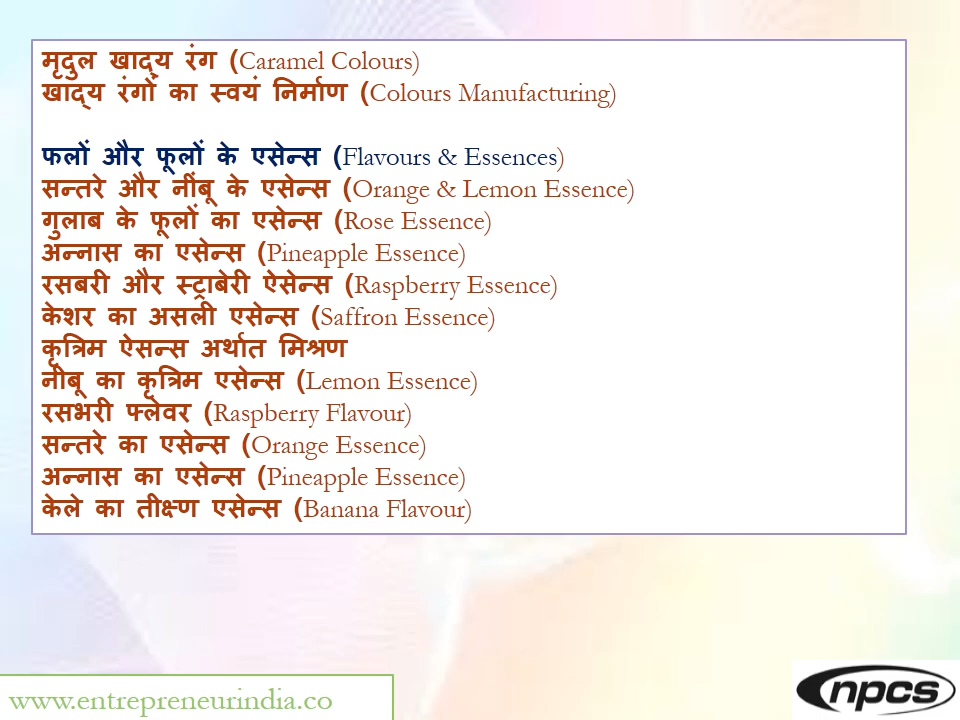 मृदुल खाद्य रंग (Caramel Colours)
खाद्य रंगों का स्वयं निर्माण (Colours Manufacturing)
फलों और फूलों के एसेन्स (Flavours & Essences)
सन्तरे और नींबू के एसेन्स (Orange & Lemon Essence)
गुलाब के फूलों का एसेन्स (Rose Essence)
अन्नास का एसेन्स (Pineapple Essence)
रसबरी और स्ट्राबेरी ऐसेन्स (Raspberry Essence)
केशर का असली एसेन्स (Saffron Essence)
कृत्रिम ऐसन्स अर्थात मिश्रण
नीबू का कृत्रिम एसेन्स (Lemon Essence)
रसभरी फ्लेवर (Raspberry Flavour)
सन्तरे का एसेन्स (Orange Essence)
अन्नास का एसेन्स (Pineapple Essence)
केले का तीक्ष्ण एसेन्स (Banana Flavour)
www.entrepreneurindia.co
npcs